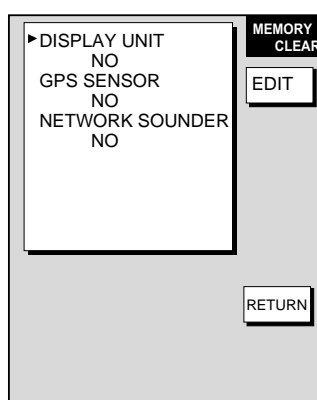 ►DISPLAY UNIT
NO
GPS SENSOR
NO
NETWORK SOUNDER
NO
MEMORY
CLEAR
EDIT
RETURN